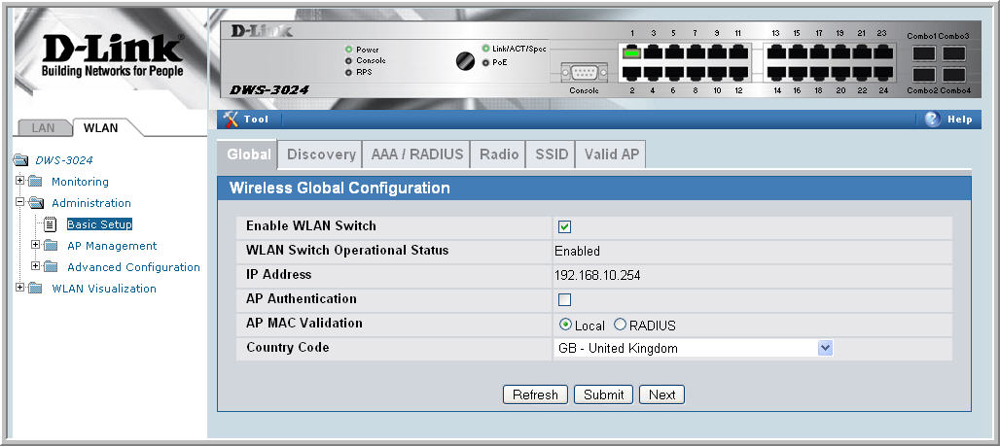 D-Link
Building Networks for People
D-Link
Power
Console
RPS
Link/ACT/Spec
PoE
Console
DWS-3024
1 3 5 7 9 11 13 15 17 19 21 23
Combo1 Combo3
2 4 6 8 10 12 14 16 18 20 22 24
Combo2 Combo4
LAN
WLAN
Tool
Help
DWS-3024
Monitoring
Administration
Basic Setup
AP Management
Advanced Configuration
WLAN Visualization
Global Discovery AAA / RADIUS Radio SSID Valid AP
Wireless Global Configuration
Enable WLAN Switch
WLAN Switch Operational Status Enabled
IP Address 192.168.10.254
AP Authentication
AP MAC Validation Local RADIUS
Country Code GB - United Kingdom
Refresh Submit Next